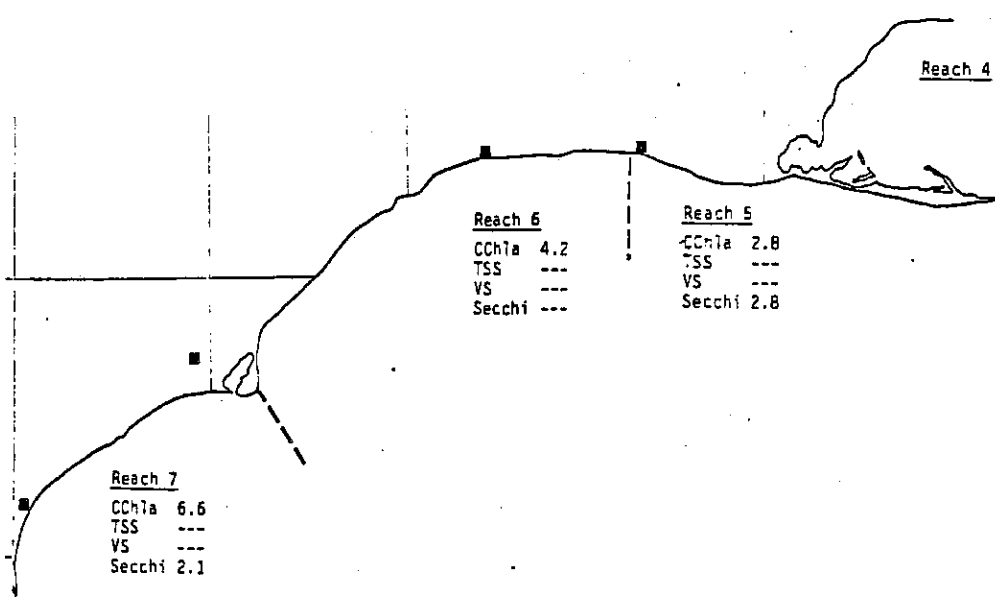 Reach 4
Reach 6
CChla 4.2
TSS ---
VS ---
Secchi ---
Reach 5
CChla 2.8
TSS ---
VS ---
Secchi 2.8
Reach 7
CChla 6.6
TSS ---
VS ---
Secchi 2.1